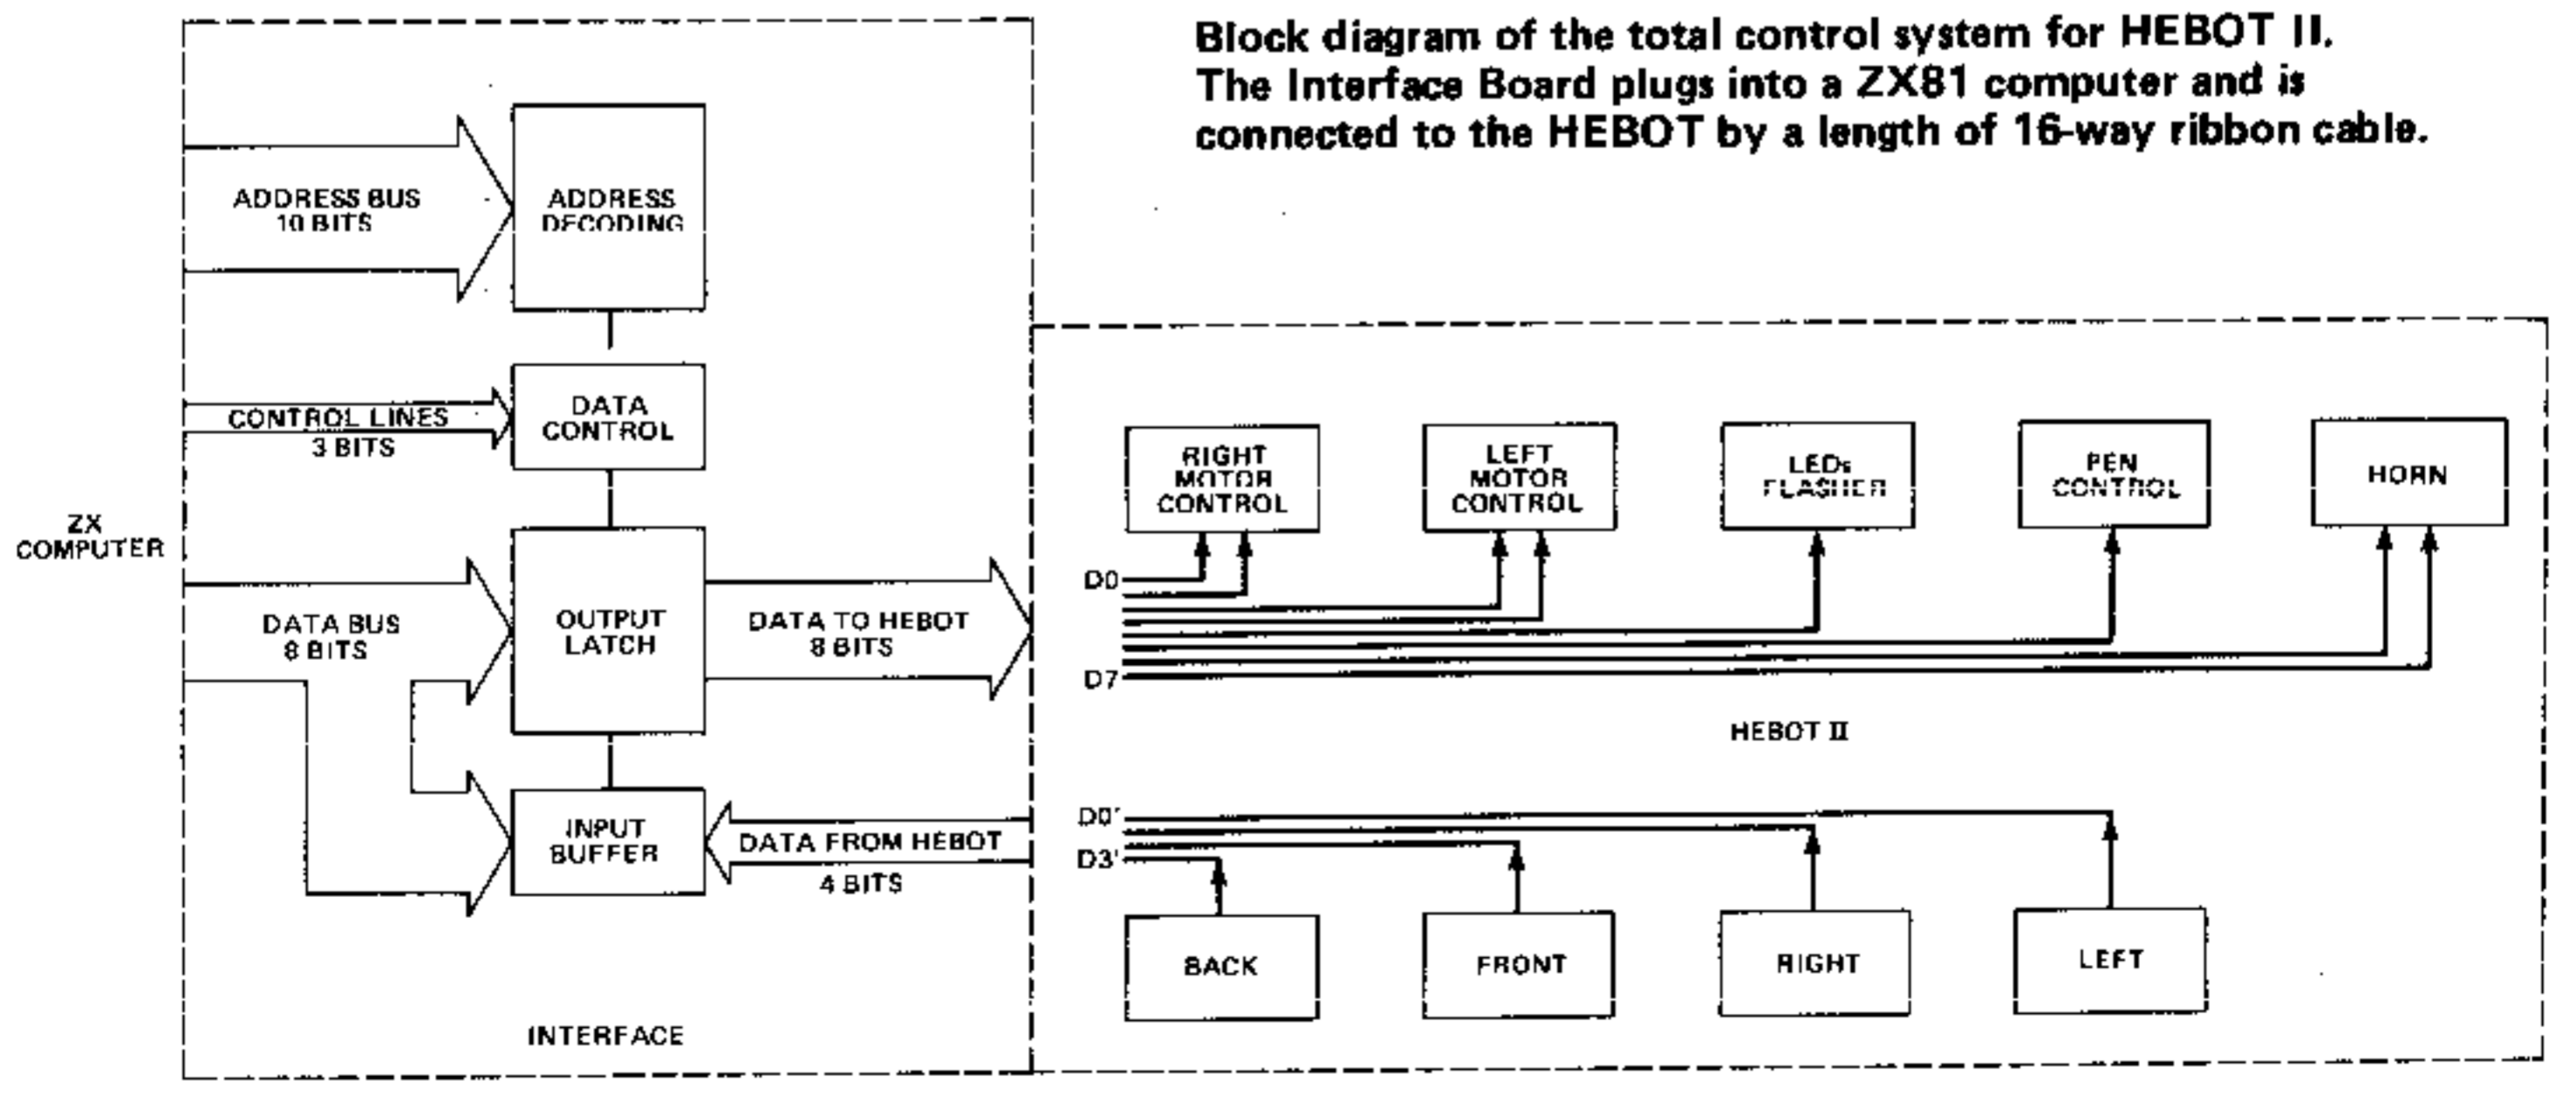 Block diagram of the total control system for HEBOT II.
The Interface Board plugs into a ZX81 computer and is
connected to the HEBOT by a length of 16-way ribbon cable.
ADDRESS BUS
10 BITS
ADDRESS
DECODING
CONTROL LINES
3 BITS
DATA
CONTROL
ZX
COMPUTER
DATA BUS
8 BITS
OUTPUT
LATCH
DATA TO HEBOT
8 BITS
INPUT
BUFFER
DATA FROM HEBOT
4 BITS
INTERFACE
RIGHT
MOTOR
CONTROL
LEFT
MOTOR
CONTROL
LEDs
FLASHER
PEN
CONTROL
HORN
D0
D7
HEBOT II
D0'
D3'
BACK
FRONT
RIGHT
LEFT